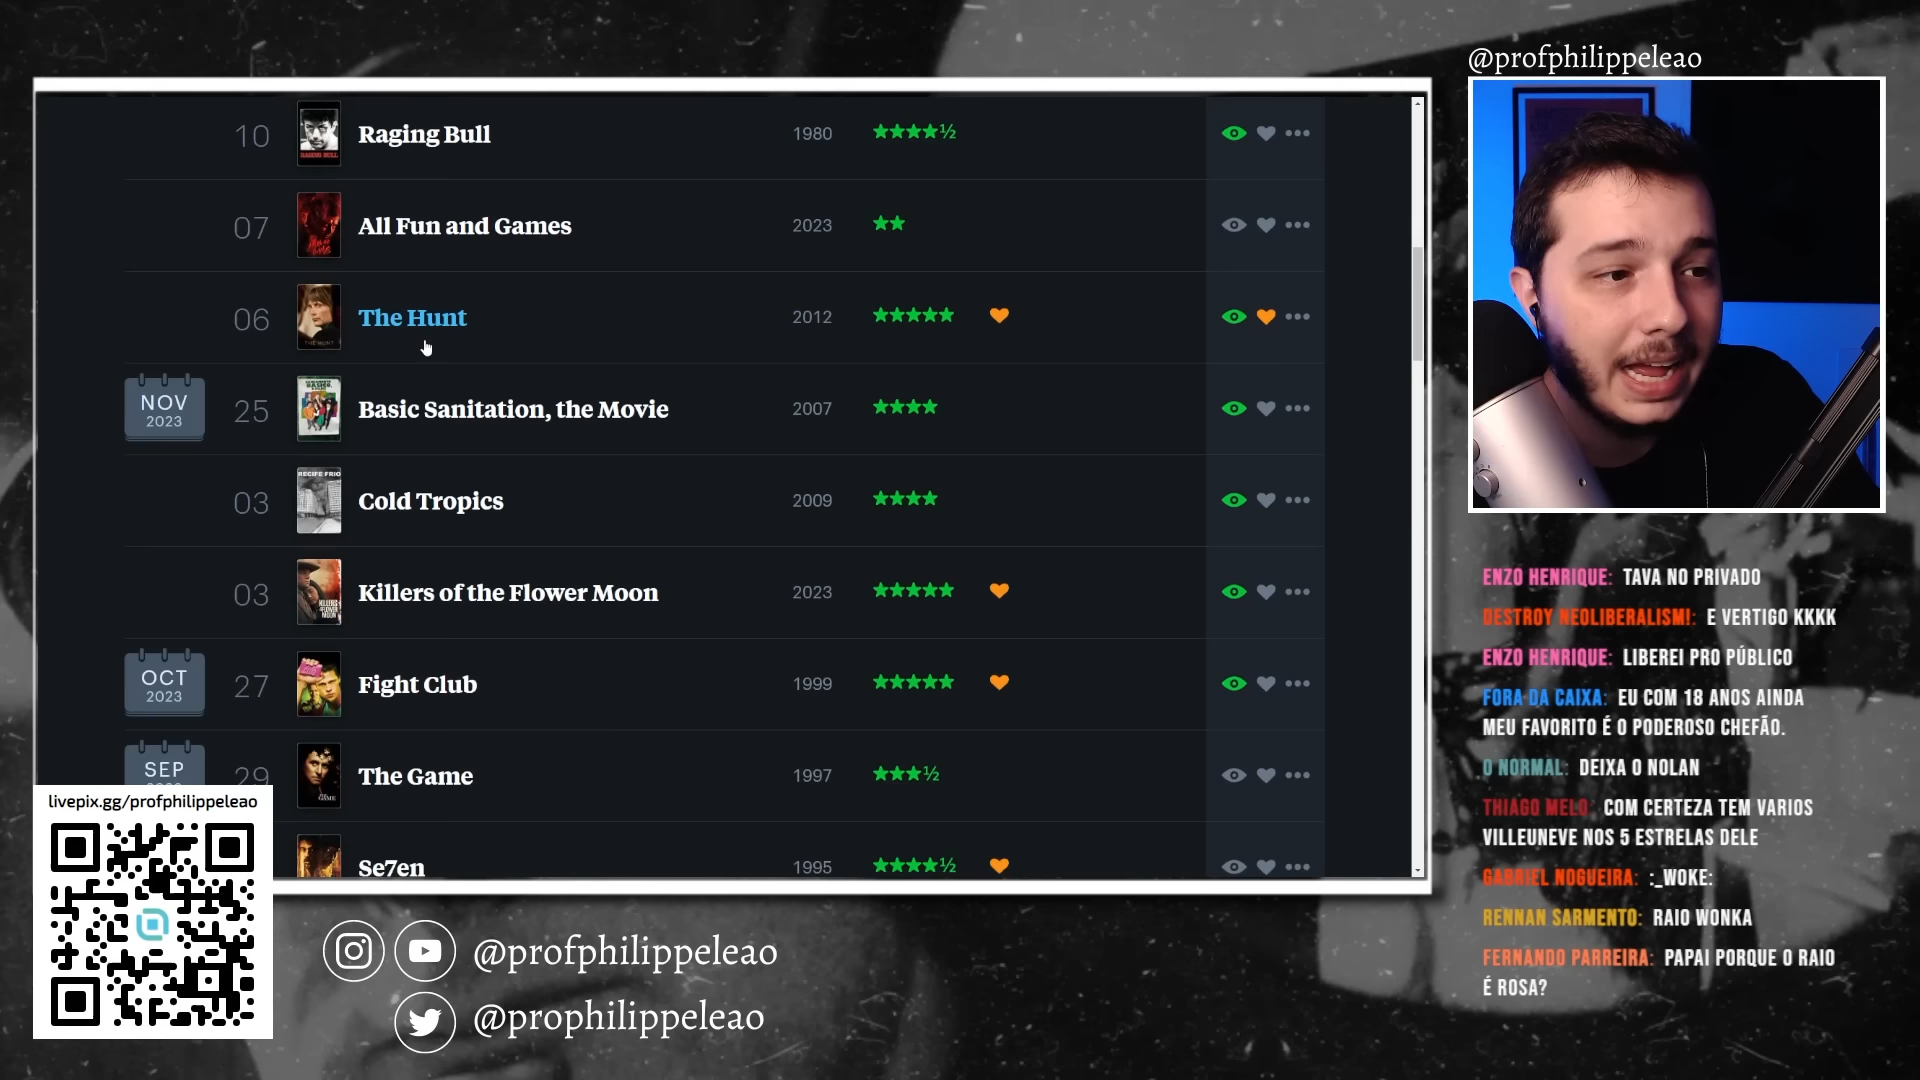 @profphilippeleao
10 Raging Bull 1980 ★★★★½
07 All Fun and Games 2023 ★★
06 The Hunt 2012 ★★★★★
NOV 2023 25 Basic Sanitation, the Movie 2007 ★★★★
RECIFE FRIO
03 Cold Tropics 2009 ★★★★
03 Killers of the Flower Moon 2023 ★★★★★
OCT 2023 27 Fight Club 1999 ★★★★★
SEP 29 The Game 1997 ★★★½
Se7en 1995 ★★★★½
livepix.gg/profphilippeleao
@profphilippeleao
@prophilippeleao
ENZO HENRIQUE: TAVA NO PRIVADO
DESTROY NEOLIBERALISM!: E VERTIGO KKKK
ENZO HENRIQUE: LIBEREI PRO PÚBLICO
FORA DA CAIXA: EU COM 18 ANOS AINDA
MEU FAVORITO É O PODEROSO CHEFÃO.
O NORMAL: DEIXA O NOLAN
THIAGO MELO: COM CERTEZA TEM VARIOS
VILLEUNEVE NOS 5 ESTRELAS DELE
GABRIEL NOGUEIRA: :_WOKE:
RENNAN SARMENTO: RAIO WONKA
FERNANDO PARREIRA: PAPAI PORQUE O RAIO
É ROSA?